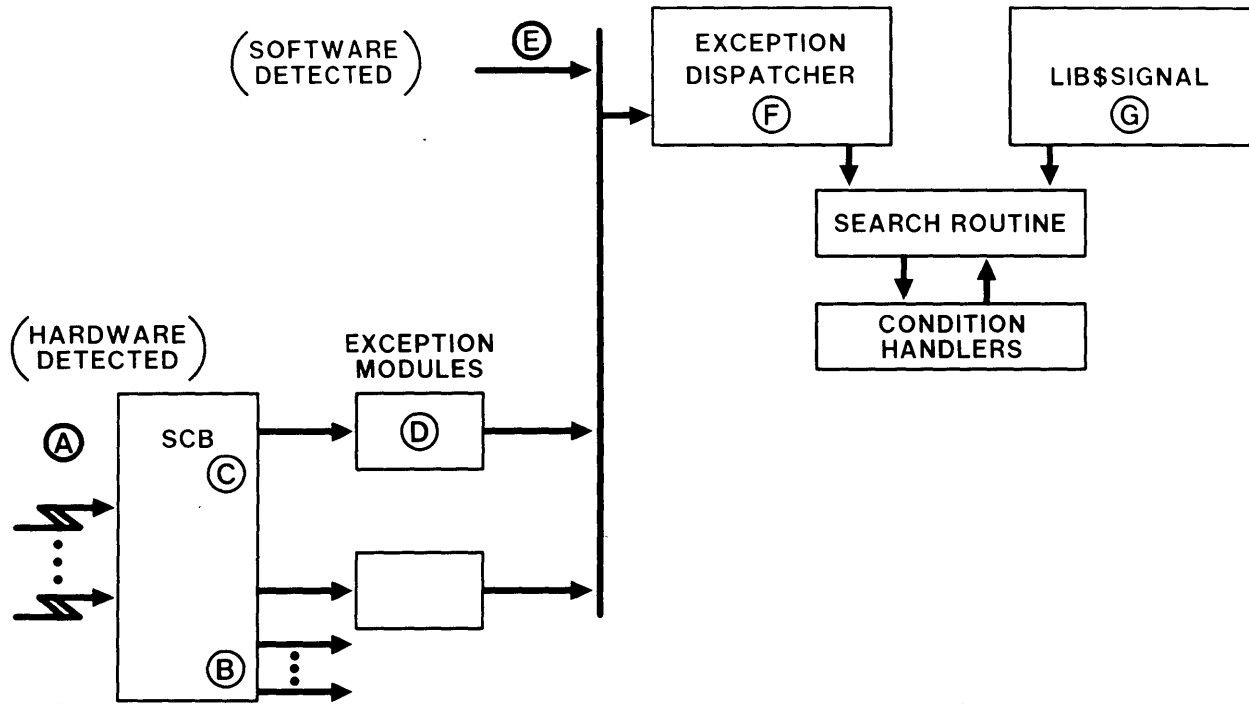 (SOFTWARE
DETECTED)
E
EXCEPTION
DISPATCHER
F
LIB$SIGNAL
G
SEARCH ROUTINE
CONDITION
HANDLERS
(HARDWARE
DETECTED)
EXCEPTION
MODULES
A
SCB
C
D
B